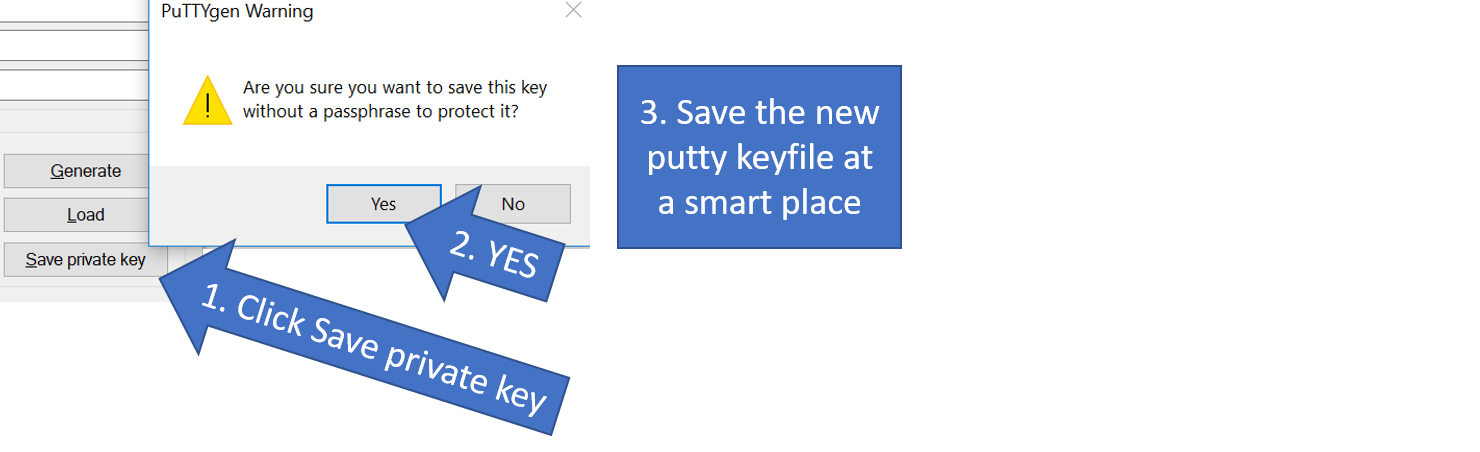 PuTTYgen Warning
Are you sure you want to save this key
without a passphrase to protect it?
Generate
Load
Save private key
Yes
No
1. Click Save private key
2. YES
3. Save the new
putty keyfile at
a smart place